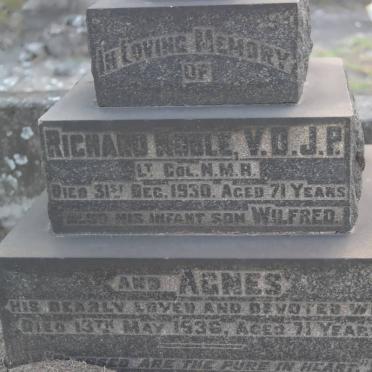 In Loving Memory
OF
Richard Noble, V.D. J.P.
Lt Col. N.M.R.
Died 31st Dec. 1930, Aged 71 Years
Also his infant son Wilfred.
and Agnes
his dearly loved and devoted W
Died 13th May 1936, Aged 71 Years
are the pure in heart